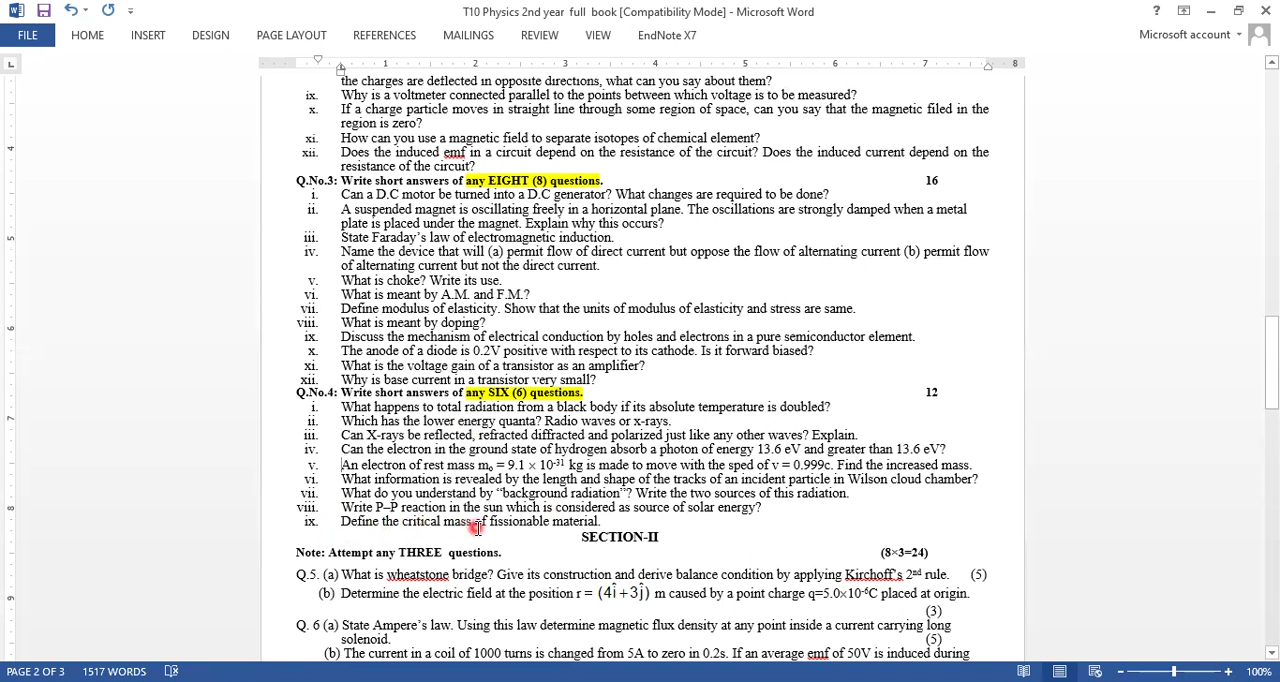 T10 Physics 2nd year full book [Compatibility Mode] - Microsoft Word
FILE HOME INSERT DESIGN PAGE LAYOUT REFERENCES MAILINGS REVIEW VIEW EndNote X7 Microsoft account
1 2 3 4 5 6 7 8
the charges are deflected in opposite directions, what can you say about them?
ix. Why is a voltmeter connected parallel to the points between which voltage is to be measured?
x. If a charge particle moves in straight line through some region of space, can you say that the magnetic filed in the
region is zero?
xi. How can you use a magnetic field to separate isotopes of chemical element?
xii. Does the induced emf in a circuit depend on the resistance of the circuit? Does the induced current depend on the
resistance of the circuit?
Q.No.3: Write short answers of any EIGHT (8) questions. 16
i. Can a D.C motor be turned into a D.C generator? What changes are required to be done?
ii. A suspended magnet is oscillating freely in a horizontal plane. The oscillations are strongly damped when a metal
plate is placed under the magnet. Explain why this occurs?
iii. State Faraday's law of electromagnetic induction.
iv. Name the device that will (a) permit flow of direct current but oppose the flow of alternating current (b) permit flow
of alternating current but not the direct current.
v. What is choke? Write its use.
vi. What is meant by A.M. and F.M.?
vii. Define modulus of elasticity. Show that the units of modulus of elasticity and stress are same.
viii. What is meant by doping?
ix. Discuss the mechanism of electrical conduction by holes and electrons in a pure semiconductor element.
x. The anode of a diode is 0.2V positive with respect to its cathode. Is it forward biased?
xi. What is the voltage gain of a transistor as an amplifier?
xii. Why is base current in a transistor very small?
Q.No.4: Write short answers of any SIX (6) questions. 12
i. What happens to total radiation from a black body if its absolute temperature is doubled?
ii. Which has the lower energy quanta? Radio waves or x-rays.
iii. Can X-rays be reflected, refracted diffracted and polarized just like any other waves? Explain.
iv. Can the electron in the ground state of hydrogen absorb a photon of energy 13.6 eV and greater than 13.6 eV?
v. An electron of rest mass m₀ = 9.1 × 10⁻³¹ kg is made to move with the sped of v = 0.999c. Find the increased mass.
vi. What information is revealed by the length and shape of the tracks of an incident particle in Wilson cloud chamber?
vii. What do you understand by “background radiation”? Write the two sources of this radiation.
viii. Write P–P reaction in the sun which is considered as source of solar energy?
ix. Define the critical mass of fissionable material.
SECTION-II
Note: Attempt any THREE questions. (8×3=24)
Q.5. (a) What is wheatstone bridge? Give its construction and derive balance condition by applying Kirchoff's 2nd rule. (5)
(b) Determine the electric field at the position r = (4î+3ĵ) m caused by a point charge q=5.0×10⁻⁶C placed at origin.
(3)
Q. 6 (a) State Ampere's law. Using this law determine magnetic flux density at any point inside a current carrying long
solenoid. (5)
(b) The current in a coil of 1000 turns is changed from 5A to zero in 0.2s. If an average emf of 50V is induced during
PAGE 2 OF 3 1517 WORDS 100%